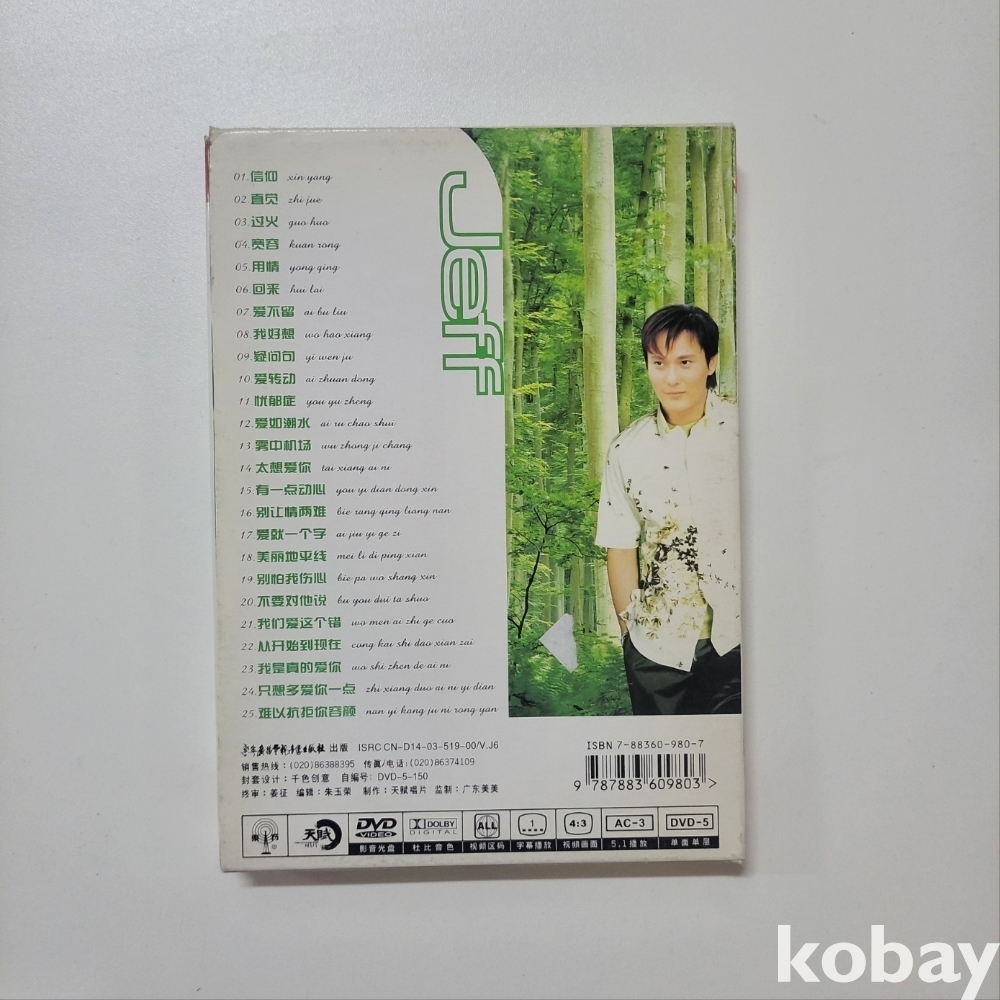 Jeff
01.信仰 xin yang
02.直觉 zhi jue
03.过火 guo huo
04.宽容 kuan rong
05.用情 yong qing
06.回来 hui lai
07.爱不留 ai bu liu
08.我好想 wo hao xiang
09.疑问句 yi wen ju
10.爱转动 ai zhuan dong
11.忧郁症 you yu zheng
12.爱如潮水 ai ru chao shui
13.雾中机场 wu zhong ji chang
14.太想爱你 tai xiang ai ni
15.有一点动心 you yi dian dong xin
16.别让情两难 bie rang qing liang nan
17.爱就一个字 ai jiu yi ge zi
18.美丽地平线 mei li di ping xian
19.别怕我伤心 bie pa wo shang xin
20.不要对他说 bu you dui ta shuo
21.我们爱这个错 wo men ai zhi ge cuo
22.从开始到现在 cong kai shi dao xian zai
23.我是真的爱你 wo shi zhen de ai ni
24.只想多爱你一点 zhi xiang duo ai ni yi dian
25.难以抗拒你容颜 nan yi kang ju ni rong yan
出版 ISRC CN-D14-03-519-00/V.J6
销售热线:(020)86388395 传真/电话:(020)86374109
封套设计:千色创意 自编号:DVD-5-150
终审:姜征 编辑:朱玉荣 制作:天赋唱片 监制:广东美美
ISBN 7-88360-980-7
9 787883 609803 >
天赋
DVD VIDEO
影音光盘
DOLBY DIGITAL
杜比音色
ALL
视频区码
1
字幕播放
4:3
视频画面
AC-3
5.1播放
DVD-5
单面单层
kobay